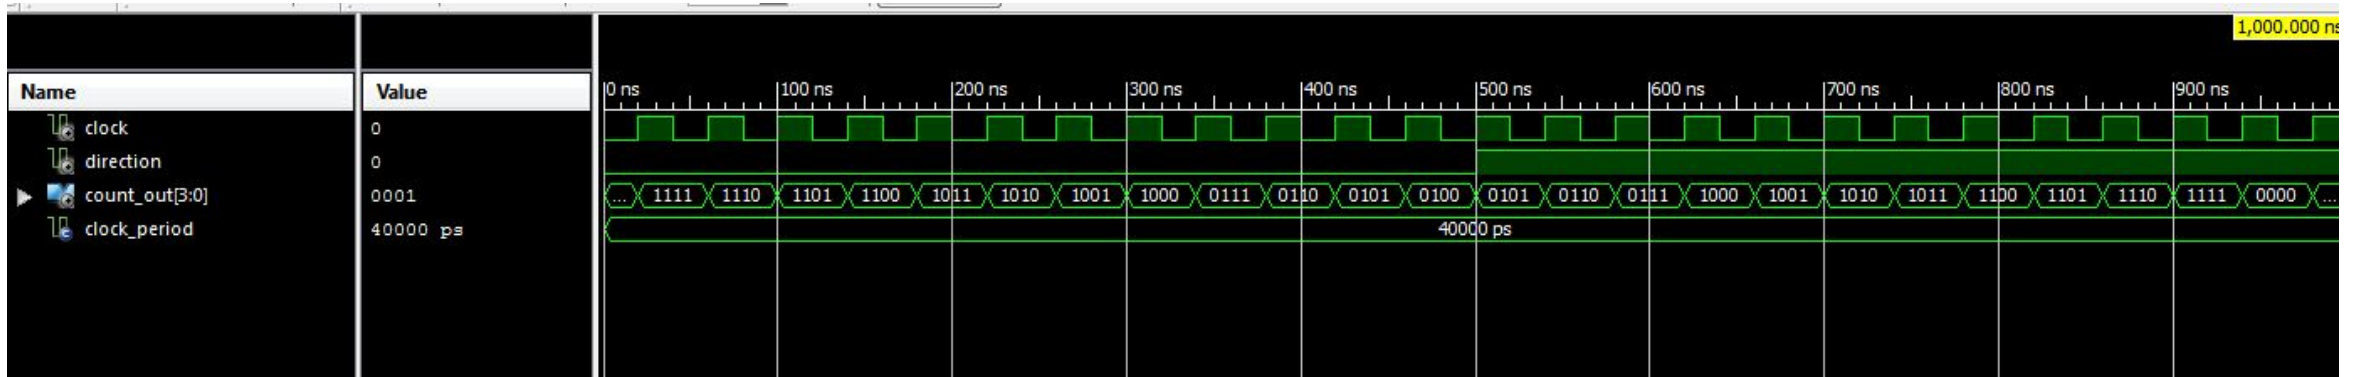 1,000.000 ns
Name Value 0 ns 100 ns 200 ns 300 ns 400 ns 500 ns 600 ns 700 ns 800 ns 900 ns
clock 0
direction 0
count_out[3:0] 0001 ... 1111 1110 1101 1100 1011 1010 1001 1000 0111 0110 0101 0100 0101 0110 0111 1000 1001 1010 1011 1100 1101 1110 1111 0000 ...
clock_period 40000 ps 40000 ps